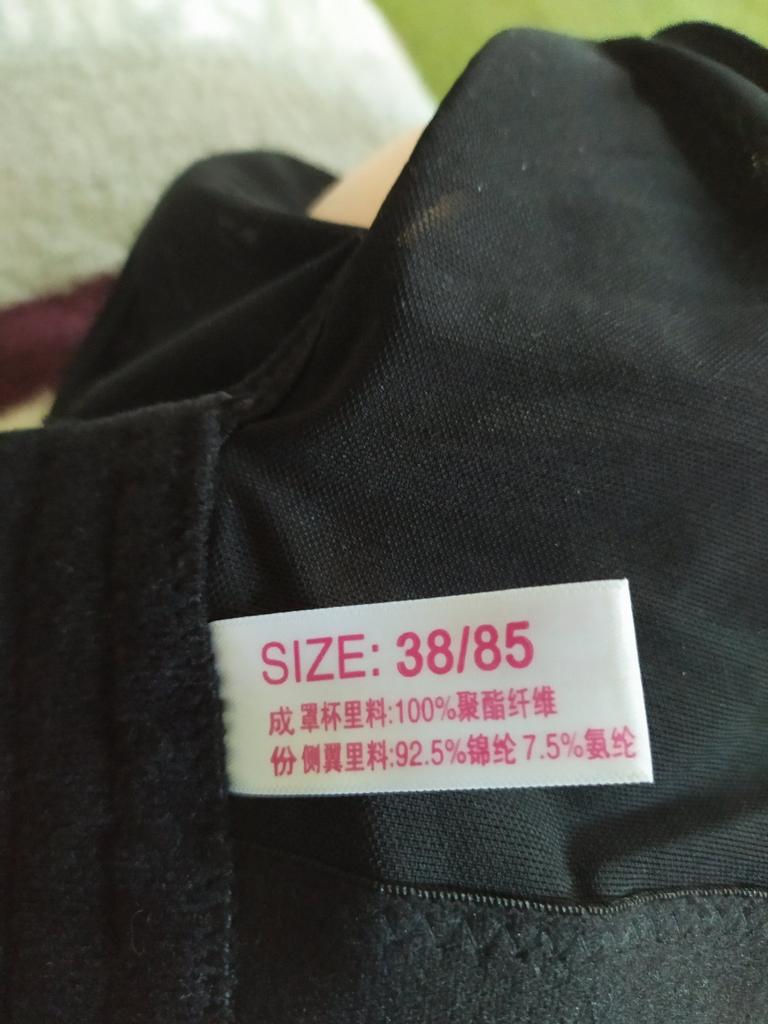 SIZE: 38/85
成 罩杯里料:100%聚酯纤维
份 侧翼里料:92.5%锦纶 7.5%氨纶